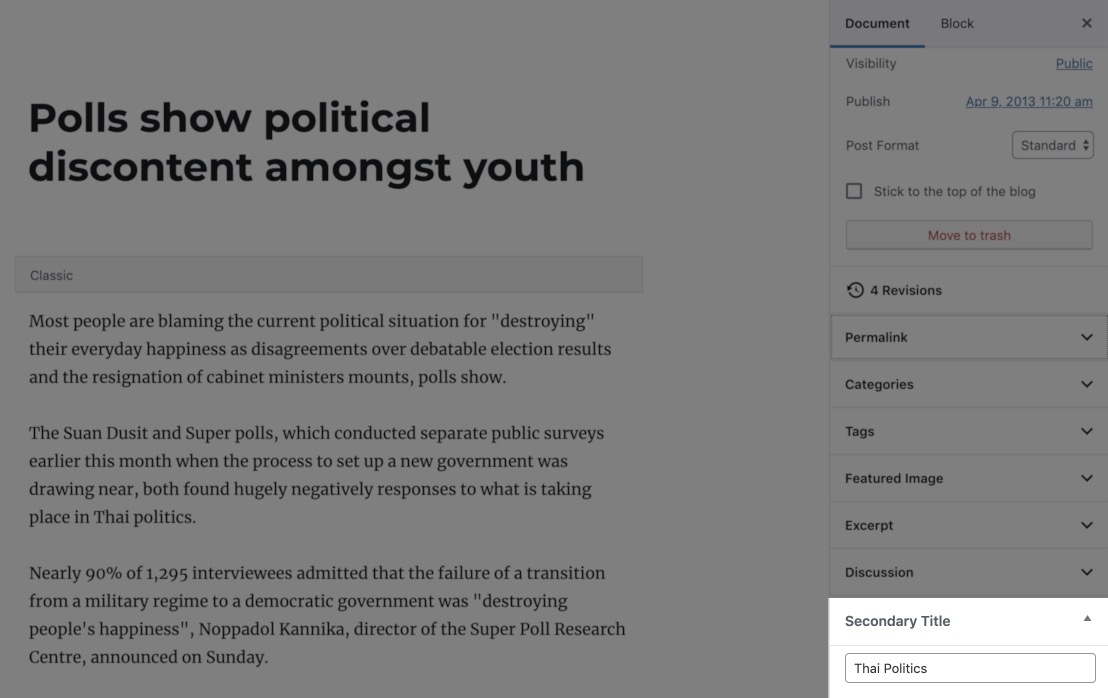 Polls show political
discontent amongst youth
Classic
Most people are blaming the current political situation for "destroying"
their everyday happiness as disagreements over debatable election results
and the resignation of cabinet ministers mounts, polls show.
The Suan Dusit and Super polls, which conducted separate public surveys
earlier this month when the process to set up a new government was
drawing near, both found hugely negatively responses to what is taking
place in Thai politics.
Nearly 90% of 1,295 interviewees admitted that the failure of a transition
from a military regime to a democratic government was "destroying
people's happiness", Noppadol Kannika, director of the Super Poll Research
Centre, announced on Sunday.
Document Block
Visibility Public
Publish Apr 9, 2013 11:20 am
Post Format Standard
Stick to the top of the blog
Move to trash
4 Revisions
Permalink
Categories
Tags
Featured Image
Excerpt
Discussion
Secondary Title
Thai Politics